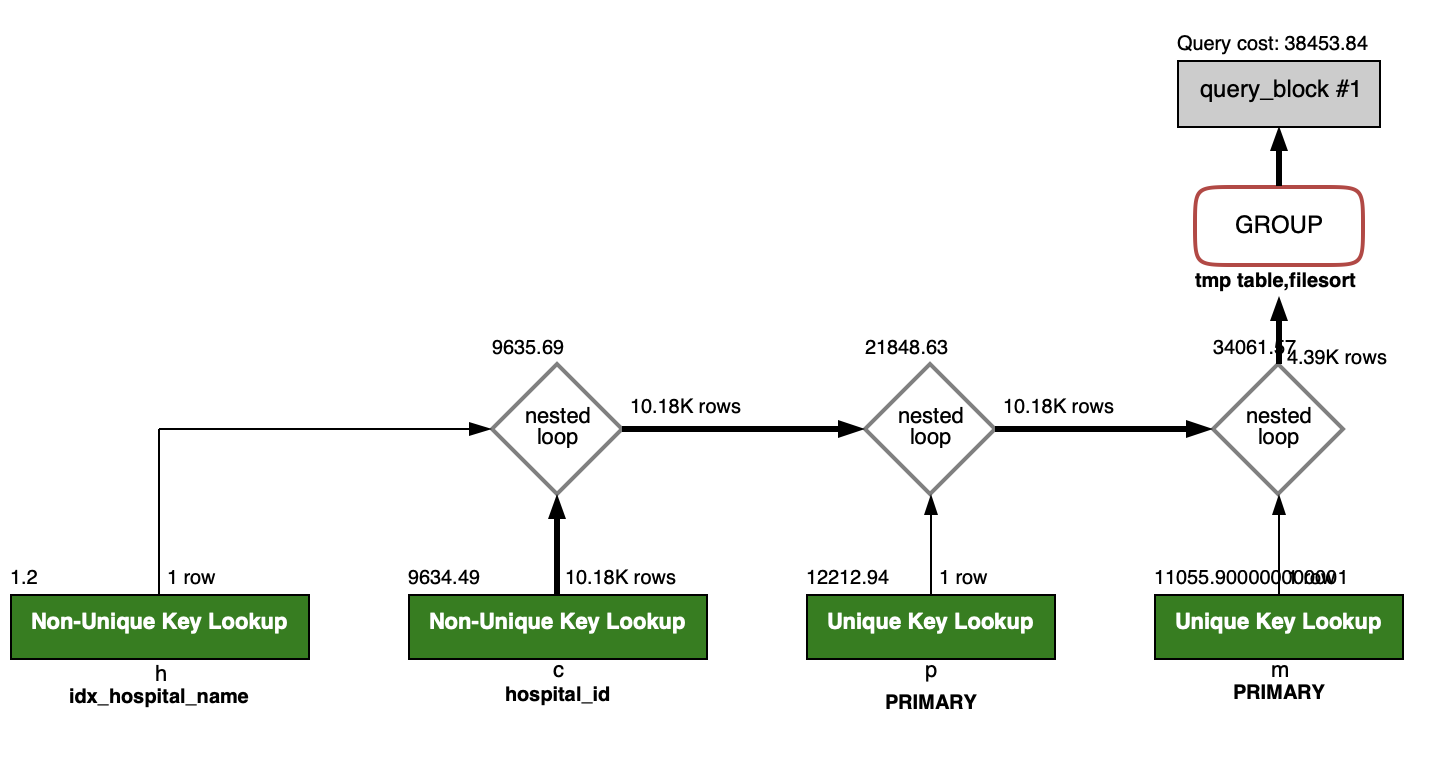 Query cost: 38453.84
query_block #1
GROUP
tmp table,filesort
9635.69
21848.63
34061.57
4.39K rows
nested
loop
10.18K rows
nested
loop
10.18K rows
nested
loop
1.2
1 row
9634.49
10.18K rows
12212.94
1 row
11055.900000000001
1 row
Non-Unique Key Lookup
Non-Unique Key Lookup
Unique Key Lookup
Unique Key Lookup
h
c
p
m
idx_hospital_name
hospital_id
PRIMARY
PRIMARY